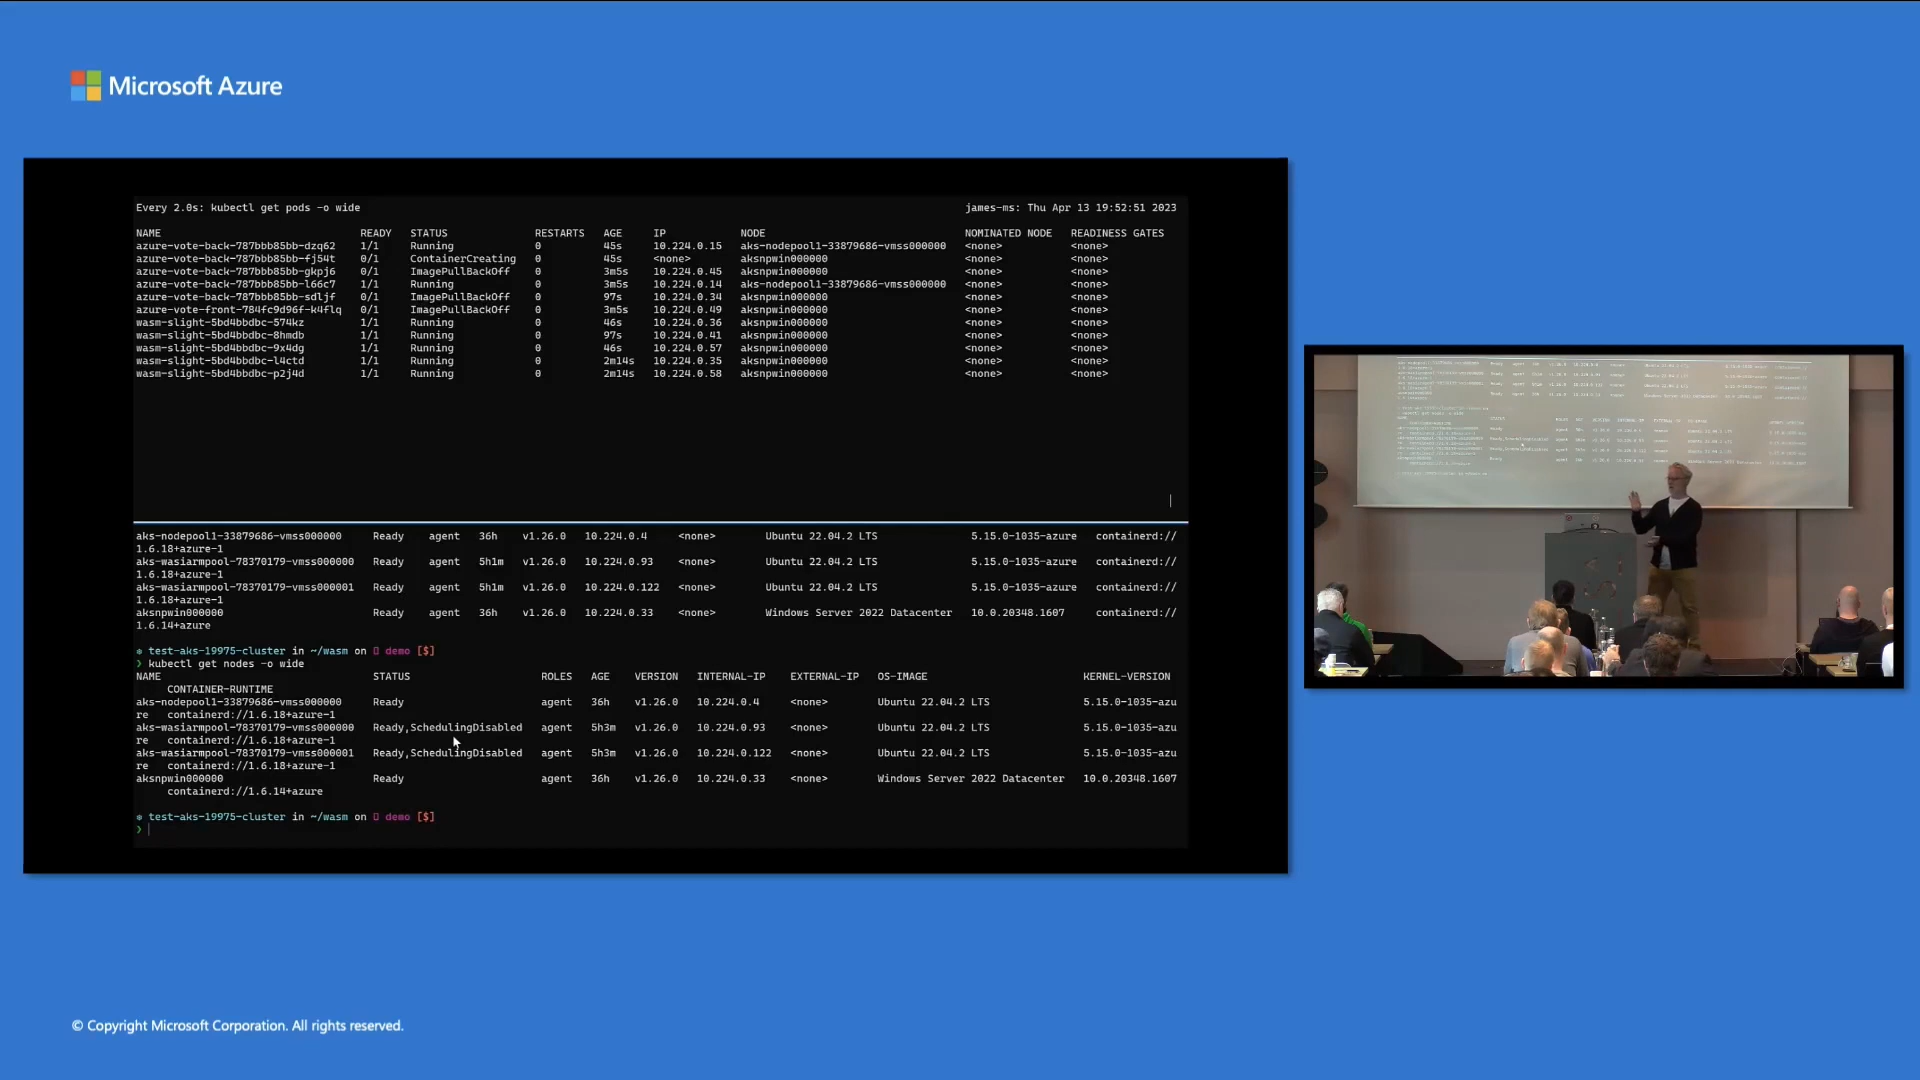 Microsoft Azure
Every 2.0s: kubectl get pods -o wide james-ms: Thu Apr 13 19:52:51 2023
NAME READY STATUS RESTARTS AGE IP NODE NOMINATED NODE READINESS GATES
azure-vote-back-787bbb85bb-dzq62 1/1 Running 0 45s 10.224.0.15 aks-nodepool1-33879686-vmss000000 <none> <none>
azure-vote-back-787bbb85bb-fj54t 0/1 ContainerCreating 0 45s <none> aksnpwin000000 <none> <none>
azure-vote-back-787bbb85bb-gkpj6 0/1 ImagePullBackOff 0 3m5s 10.224.0.45 aksnpwin000000 <none> <none>
azure-vote-back-787bbb85bb-l66c7 1/1 Running 0 3m5s 10.224.0.14 aks-nodepool1-33879686-vmss000000 <none> <none>
azure-vote-back-787bbb85bb-sdljf 0/1 ImagePullBackOff 0 97s 10.224.0.34 aksnpwin000000 <none> <none>
azure-vote-front-784fc9d96f-k4flq 0/1 ImagePullBackOff 0 3m5s 10.224.0.49 aksnpwin000000 <none> <none>
wasm-slight-5bd4bbdbc-574kz 1/1 Running 0 46s 10.224.0.36 aksnpwin000000 <none> <none>
wasm-slight-5bd4bbdbc-8hmdb 1/1 Running 0 97s 10.224.0.41 aksnpwin000000 <none> <none>
wasm-slight-5bd4bbdbc-9x4dg 1/1 Running 0 46s 10.224.0.57 aksnpwin000000 <none> <none>
wasm-slight-5bd4bbdbc-l4ctd 1/1 Running 0 2m14s 10.224.0.35 aksnpwin000000 <none> <none>
wasm-slight-5bd4bbdbc-p2j4d 1/1 Running 0 2m14s 10.224.0.58 aksnpwin000000 <none> <none>
aks-nodepool1-33879686-vmss000000 Ready agent 36h v1.26.0 10.224.0.4 <none> Ubuntu 22.04.2 LTS 5.15.0-1035-azure containerd://
1.6.18+azure-1
aks-wasiarmpool-78370179-vmss000000 Ready agent 5h1m v1.26.0 10.224.0.93 <none> Ubuntu 22.04.2 LTS 5.15.0-1035-azure containerd://
1.6.18+azure-1
aks-wasiarmpool-78370179-vmss000001 Ready agent 5h1m v1.26.0 10.224.0.122 <none> Ubuntu 22.04.2 LTS 5.15.0-1035-azure containerd://
1.6.18+azure-1
aksnpwin000000 Ready agent 36h v1.26.0 10.224.0.33 <none> Windows Server 2022 Datacenter 10.0.20348.1607 containerd://
1.6.14+azure
test-aks-19975-cluster in ~/wasm on demo [$]
❯ kubectl get nodes -o wide
NAME STATUS ROLES AGE VERSION INTERNAL-IP EXTERNAL-IP OS-IMAGE KERNEL-VERSION
CONTAINER-RUNTIME
aks-nodepool1-33879686-vmss000000 Ready agent 36h v1.26.0 10.224.0.4 <none> Ubuntu 22.04.2 LTS 5.15.0-1035-azu
re containerd://1.6.18+azure-1
aks-wasiarmpool-78370179-vmss000000 Ready,SchedulingDisabled agent 5h3m v1.26.0 10.224.0.93 <none> Ubuntu 22.04.2 LTS 5.15.0-1035-azu
re containerd://1.6.18+azure-1
aks-wasiarmpool-78370179-vmss000001 Ready,SchedulingDisabled agent 5h3m v1.26.0 10.224.0.122 <none> Ubuntu 22.04.2 LTS 5.15.0-1035-azu
re containerd://1.6.18+azure-1
aksnpwin000000 Ready agent 36h v1.26.0 10.224.0.33 <none> Windows Server 2022 Datacenter 10.0.20348.1607
containerd://1.6.14+azure
test-aks-19975-cluster in ~/wasm on demo [$]
❯
© Copyright Microsoft Corporation. All rights reserved.